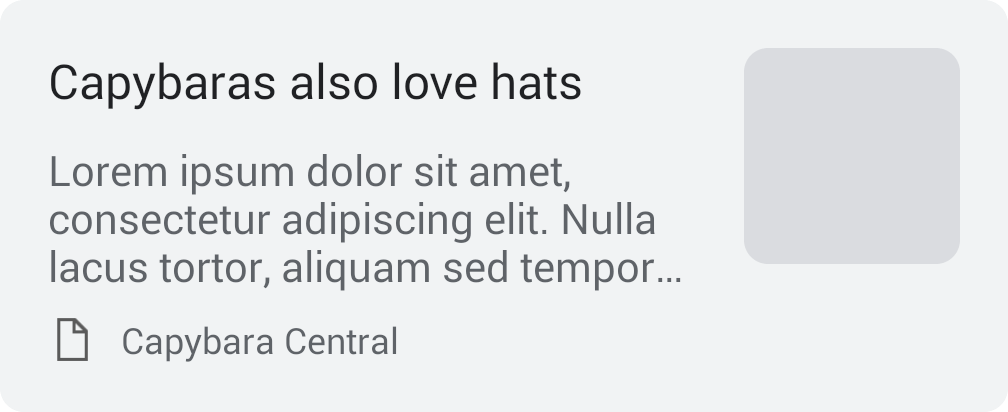 Capybaras also love hats
Lorem ipsum dolor sit amet,
consectetur adipiscing elit. Nulla
lacus tortor, aliquam sed tempor...
Capybara Central